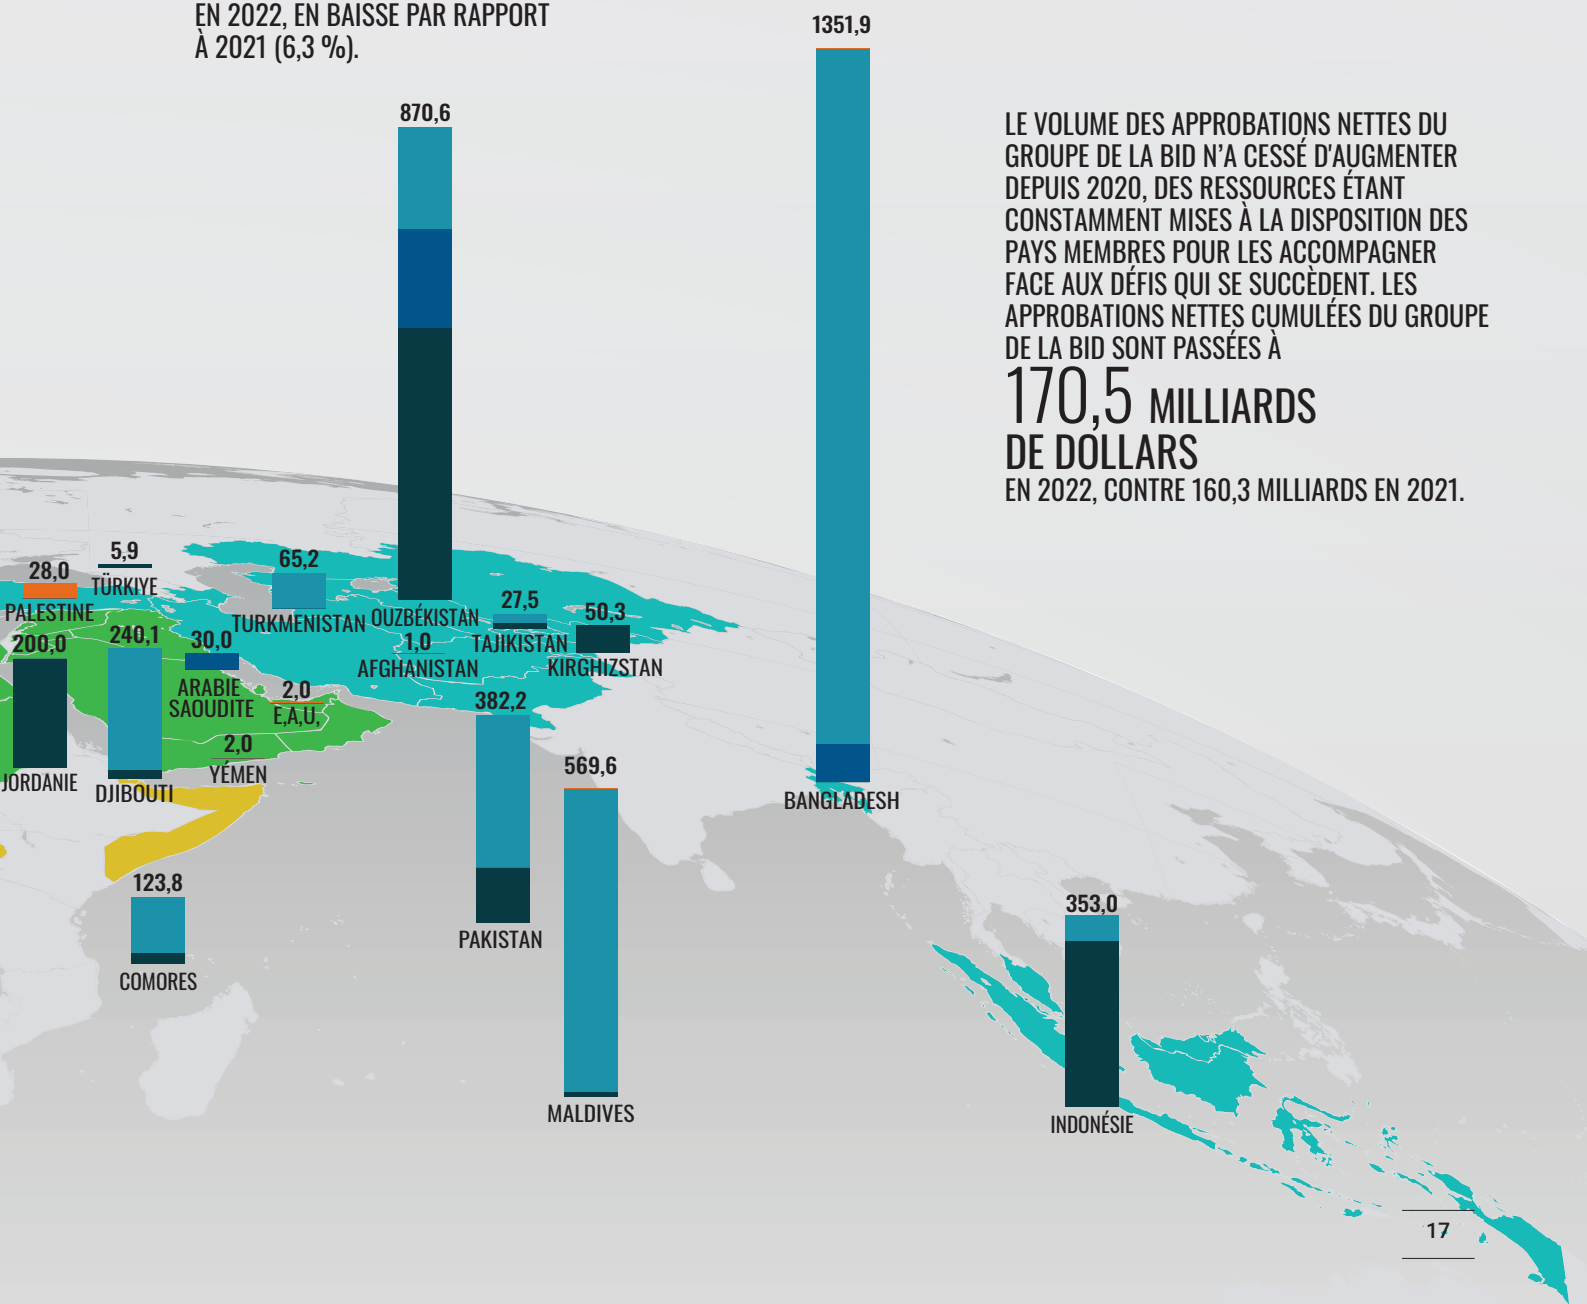 EN 2022, EN BAISSE PAR RAPPORT
À 2021 (6,3 %).
1351,9
870,6
LE VOLUME DES APPROBATIONS NETTES DU
GROUPE DE LA BID N’A CESSÉ D'AUGMENTER
DEPUIS 2020, DES RESSOURCES ÉTANT
CONSTAMMENT MISES À LA DISPOSITION DES
PAYS MEMBRES POUR LES ACCOMPAGNER
FACE AUX DÉFIS QUI SE SUCCÈDENT. LES
APPROBATIONS NETTES CUMULÉES DU GROUPE
DE LA BID SONT PASSÉES À
170,5 MILLIARDS
DE DOLLARS
EN 2022, CONTRE 160,3 MILLIARDS EN 2021.
5,9
TÜRKIYE
28,0
PALESTINE
65,2
TURKMENISTAN
OUZBÉKISTAN
27,5
TAJIKISTAN
50,3
KIRGHIZSTAN
200,0
JORDANIE
240,1
DJIBOUTI
30,0
ARABIE
SAOUDITE
1,0
AFGHANISTAN
2,0
E,A,U,
2,0
YÉMEN
382,2
PAKISTAN
569,6
MALDIVES
BANGLADESH
123,8
COMORES
353,0
INDONÉSIE
17